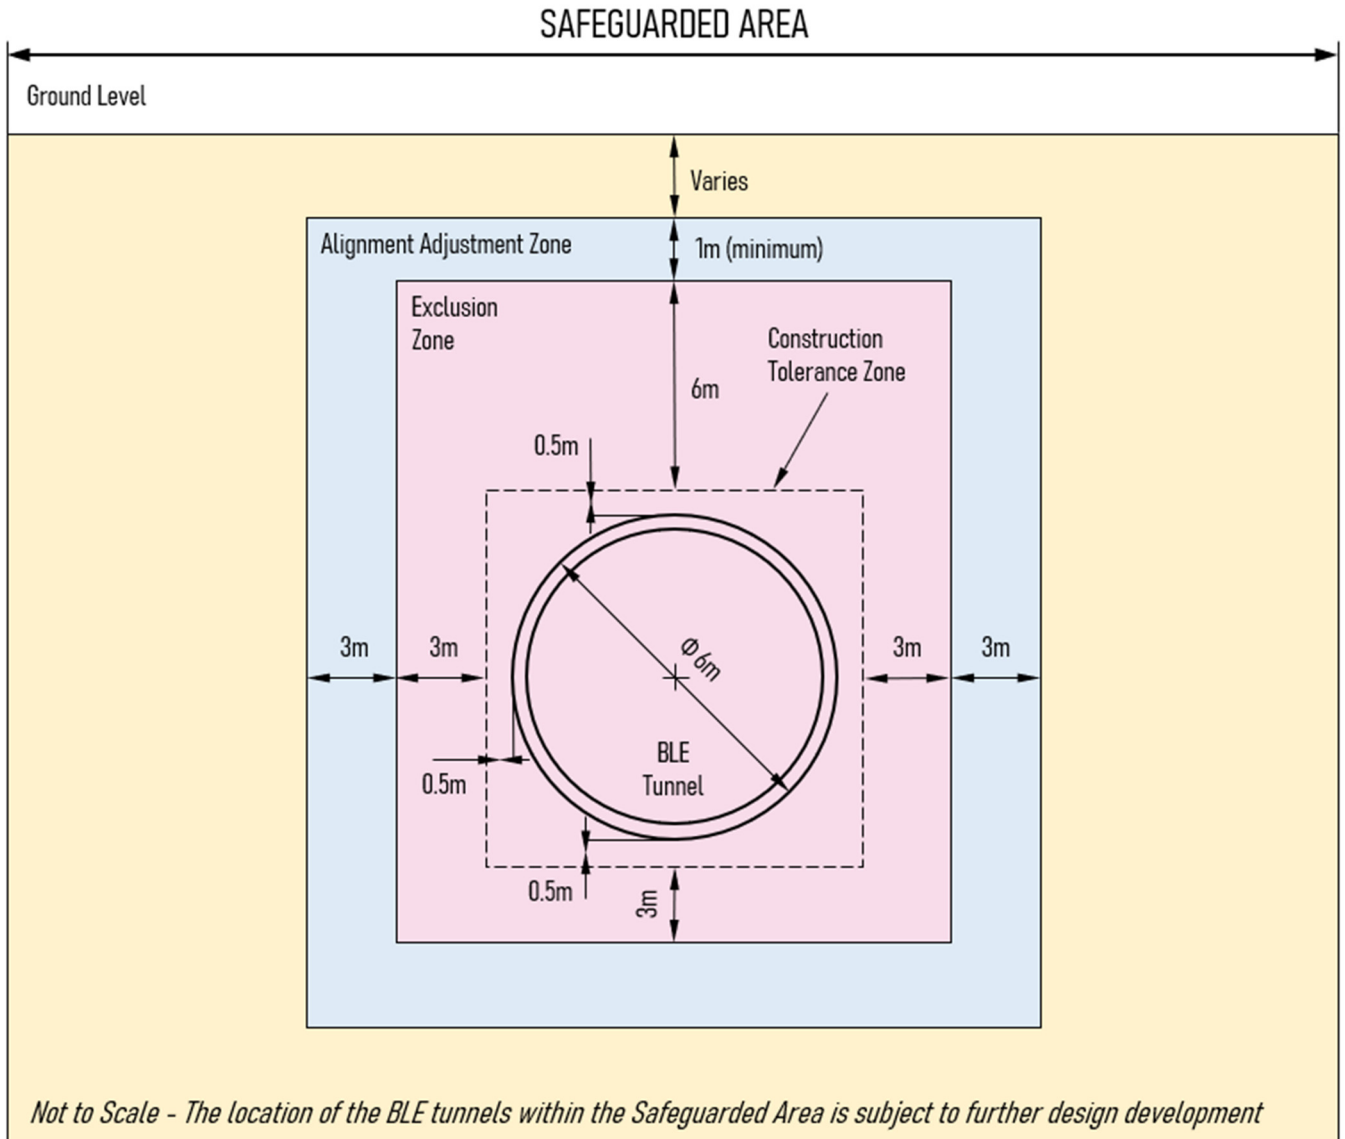 SAFEGUARDED AREA
Ground Level
Varies
Alignment Adjustment Zone
1m (minimum)
Exclusion
Zone
Construction
Tolerance Zone
6m
0.5m
3m
3m
Φ 6m
3m
3m
BLE
Tunnel
0.5m
0.5m
3m
Not to Scale - The location of the BLE tunnels within the Safeguarded Area is subject to further design development